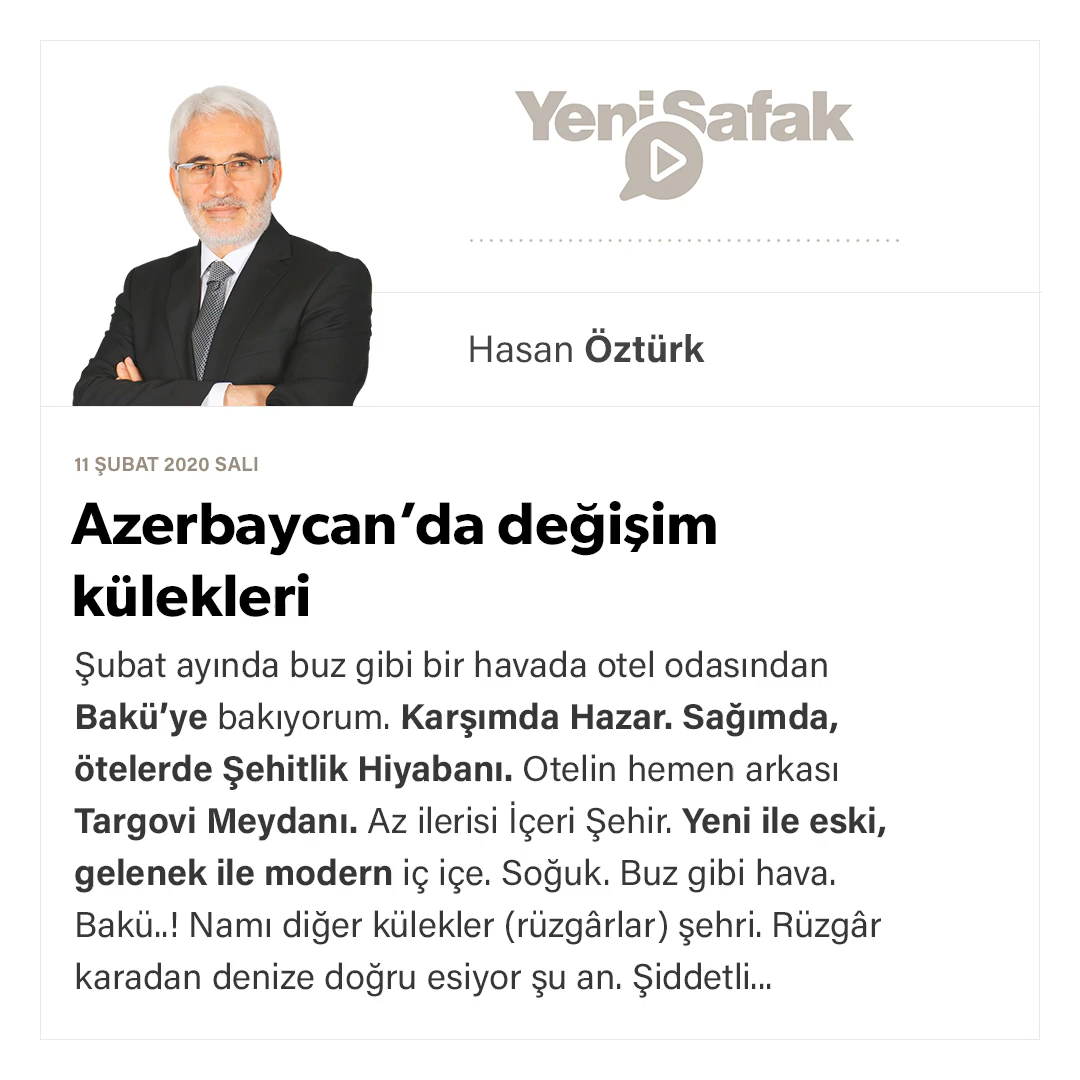 YeniSafak
Hasan Öztürk
11 ŞUBAT 2020 SALI
Azerbaycan’da değişim
külekleri
Şubat ayında buz gibi bir havada otel odasından
Bakü’ye bakıyorum. Karşımda Hazar. Sağımda,
ötelerde Şehitlik Hiyabanı. Otelin hemen arkası
Targovi Meydanı. Az ilerisi İçeri Şehir. Yeni ile eski,
gelenek ile modern iç içe. Soğuk. Buz gibi hava.
Bakü..! Namı diğer külekler (rüzgârlar) şehri. Rüzgâr
karadan denize doğru esiyor şu an. Şiddetli...